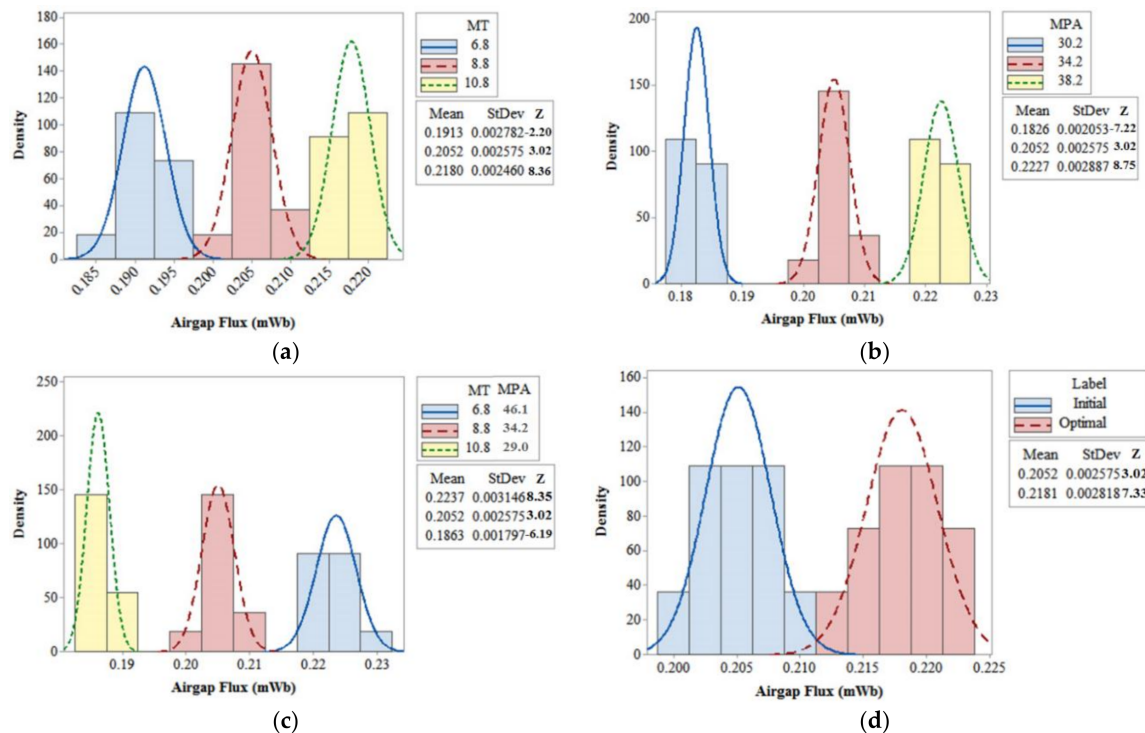 180
160
140
120
100
80
60
40
20
0
Density
0.185
0.190
0.195
0.200
0.205
0.210
0.215
0.220
Airgap Flux (mWb)
MT
6.8
8.8
10.8
Mean StDev Z
0.1913 0.002782 -2.20
0.2052 0.002575 3.02
0.2180 0.002460 8.36
(a)
200
150
100
50
0
Density
0.18 0.19 0.20 0.21 0.22 0.23
Airgap Flux (mWb)
MPA
30.2
34.2
38.2
Mean StDev Z
0.1826 0.002053 -7.22
0.2052 0.002575 3.02
0.2227 0.002887 8.75
(b)
250
200
150
100
50
0
Density
0.19 0.20 0.21 0.22 0.23
Airgap Flux (mWb)
MT MPA
6.8 46.1
8.8 34.2
10.8 29.0
Mean StDev Z
0.2237 0.003146 8.35
0.2052 0.002575 3.02
0.1863 0.001797 -6.19
(c)
160
140
120
100
80
60
40
20
0
Density
0.200 0.205 0.210 0.215 0.220 0.225
Airgap Flux (mWb)
Label
Initial
Optimal
Mean StDev Z
0.2052 0.002575 3.02
0.2181 0.002818 7.33
(d)